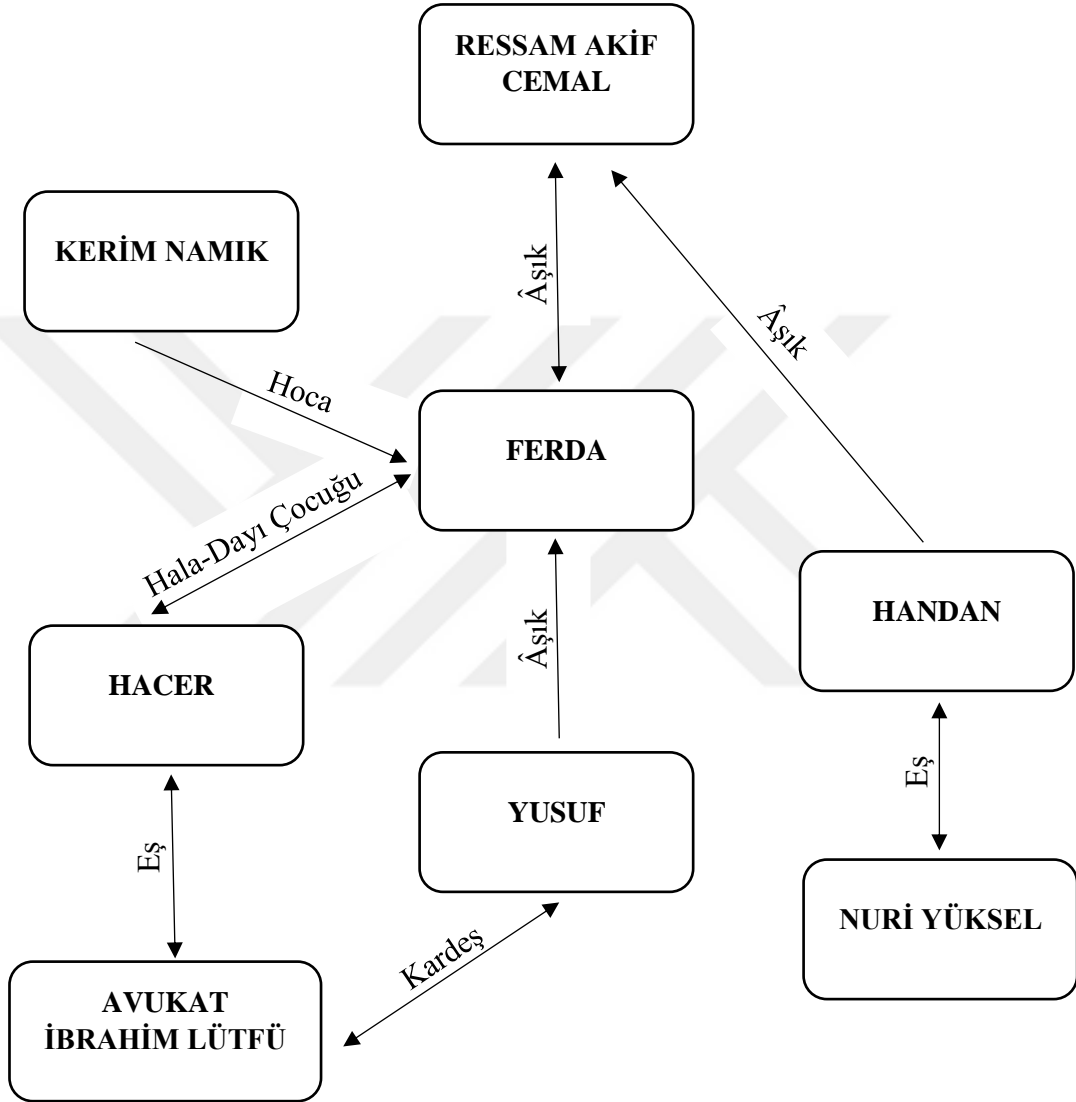 RESSAM AKİF
CEMAL
KERİM NAMIK
Âşık
Âşık
Hoca
FERDA
Hala-Dayı Çocuğu
HANDAN
Âşık
HACER
YUSUF
Eş
Eş
NURİ YÜKSEL
Kardeş
AVUKAT
İBRAHİM LÜTFÜ